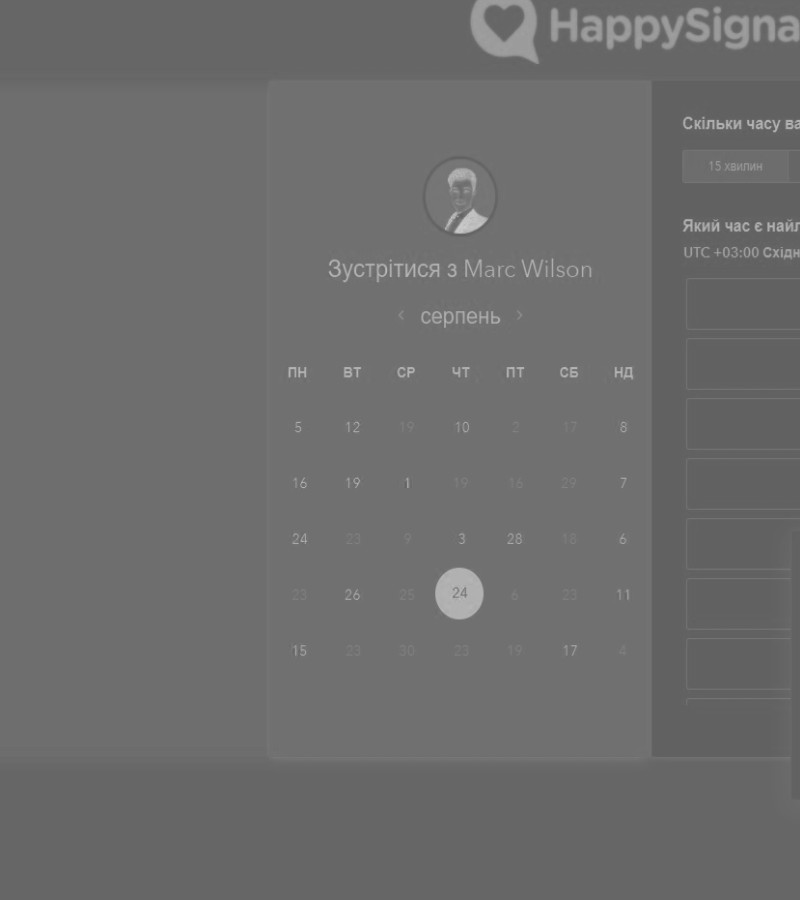 HappySigna
Зустрітися з Marc Wilson
‹ серпень ›
ПН ВТ СР ЧТ ПТ СБ НД
5 12 19 10 2 17 8
16 19 1 19 16 29 7
24 23 9 3 28 18 6
23 26 25 24 6 23 11
15 23 30 23 19 17 4
Скільки часу ва
15 хвилин
Який час є найл
UTC +03:00 Східн